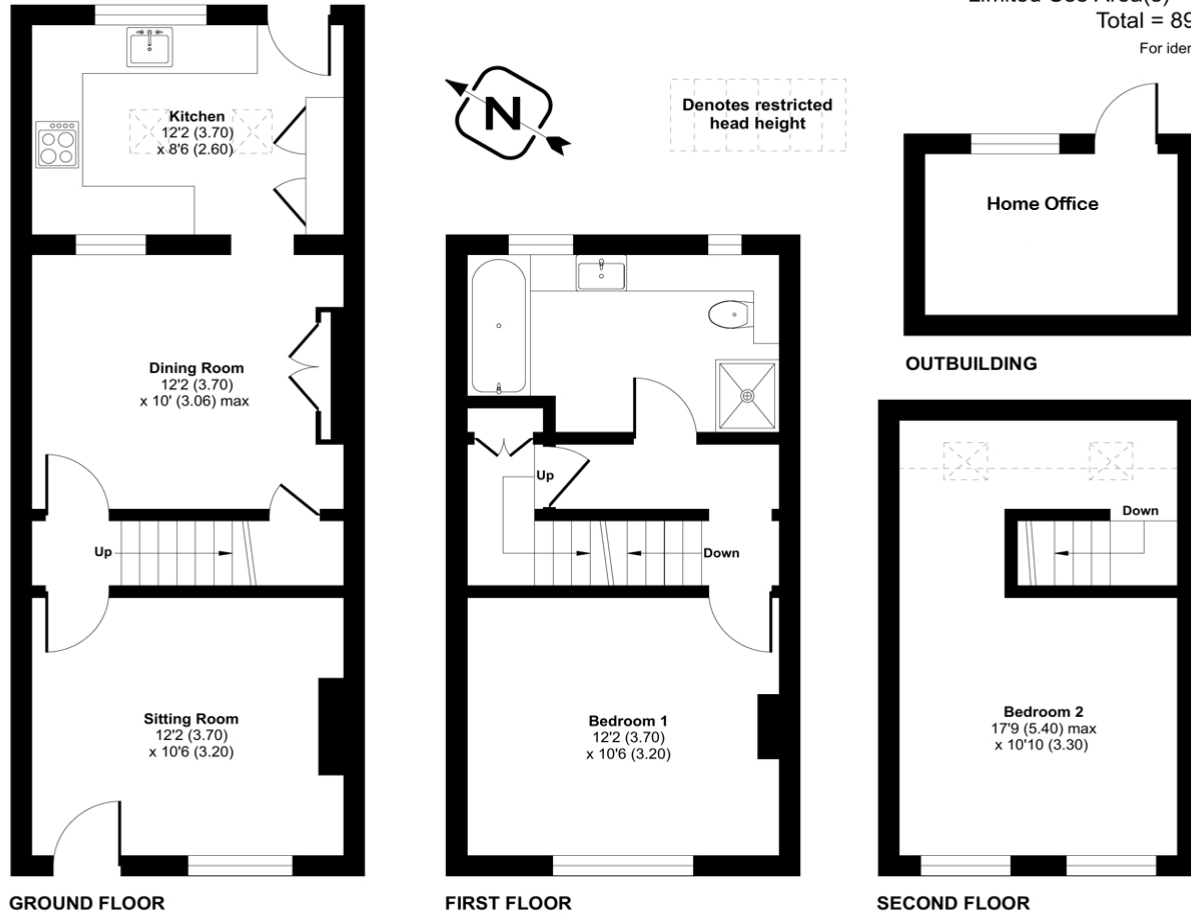 Total = 89
For iden
Kitchen
12'2 (3.70)
x 8'6 (2.60)
N
Denotes restricted
head height
Home Office
OUTBUILDING
Dining Room
12'2 (3.70)
x 10' (3.06) max
Up
Up
Down
Down
Sitting Room
12'2 (3.70)
x 10'6 (3.20)
Bedroom 1
12'2 (3.70)
x 10'6 (3.20)
Bedroom 2
17'9 (5.40) max
x 10'10 (3.30)
GROUND FLOOR
FIRST FLOOR
SECOND FLOOR